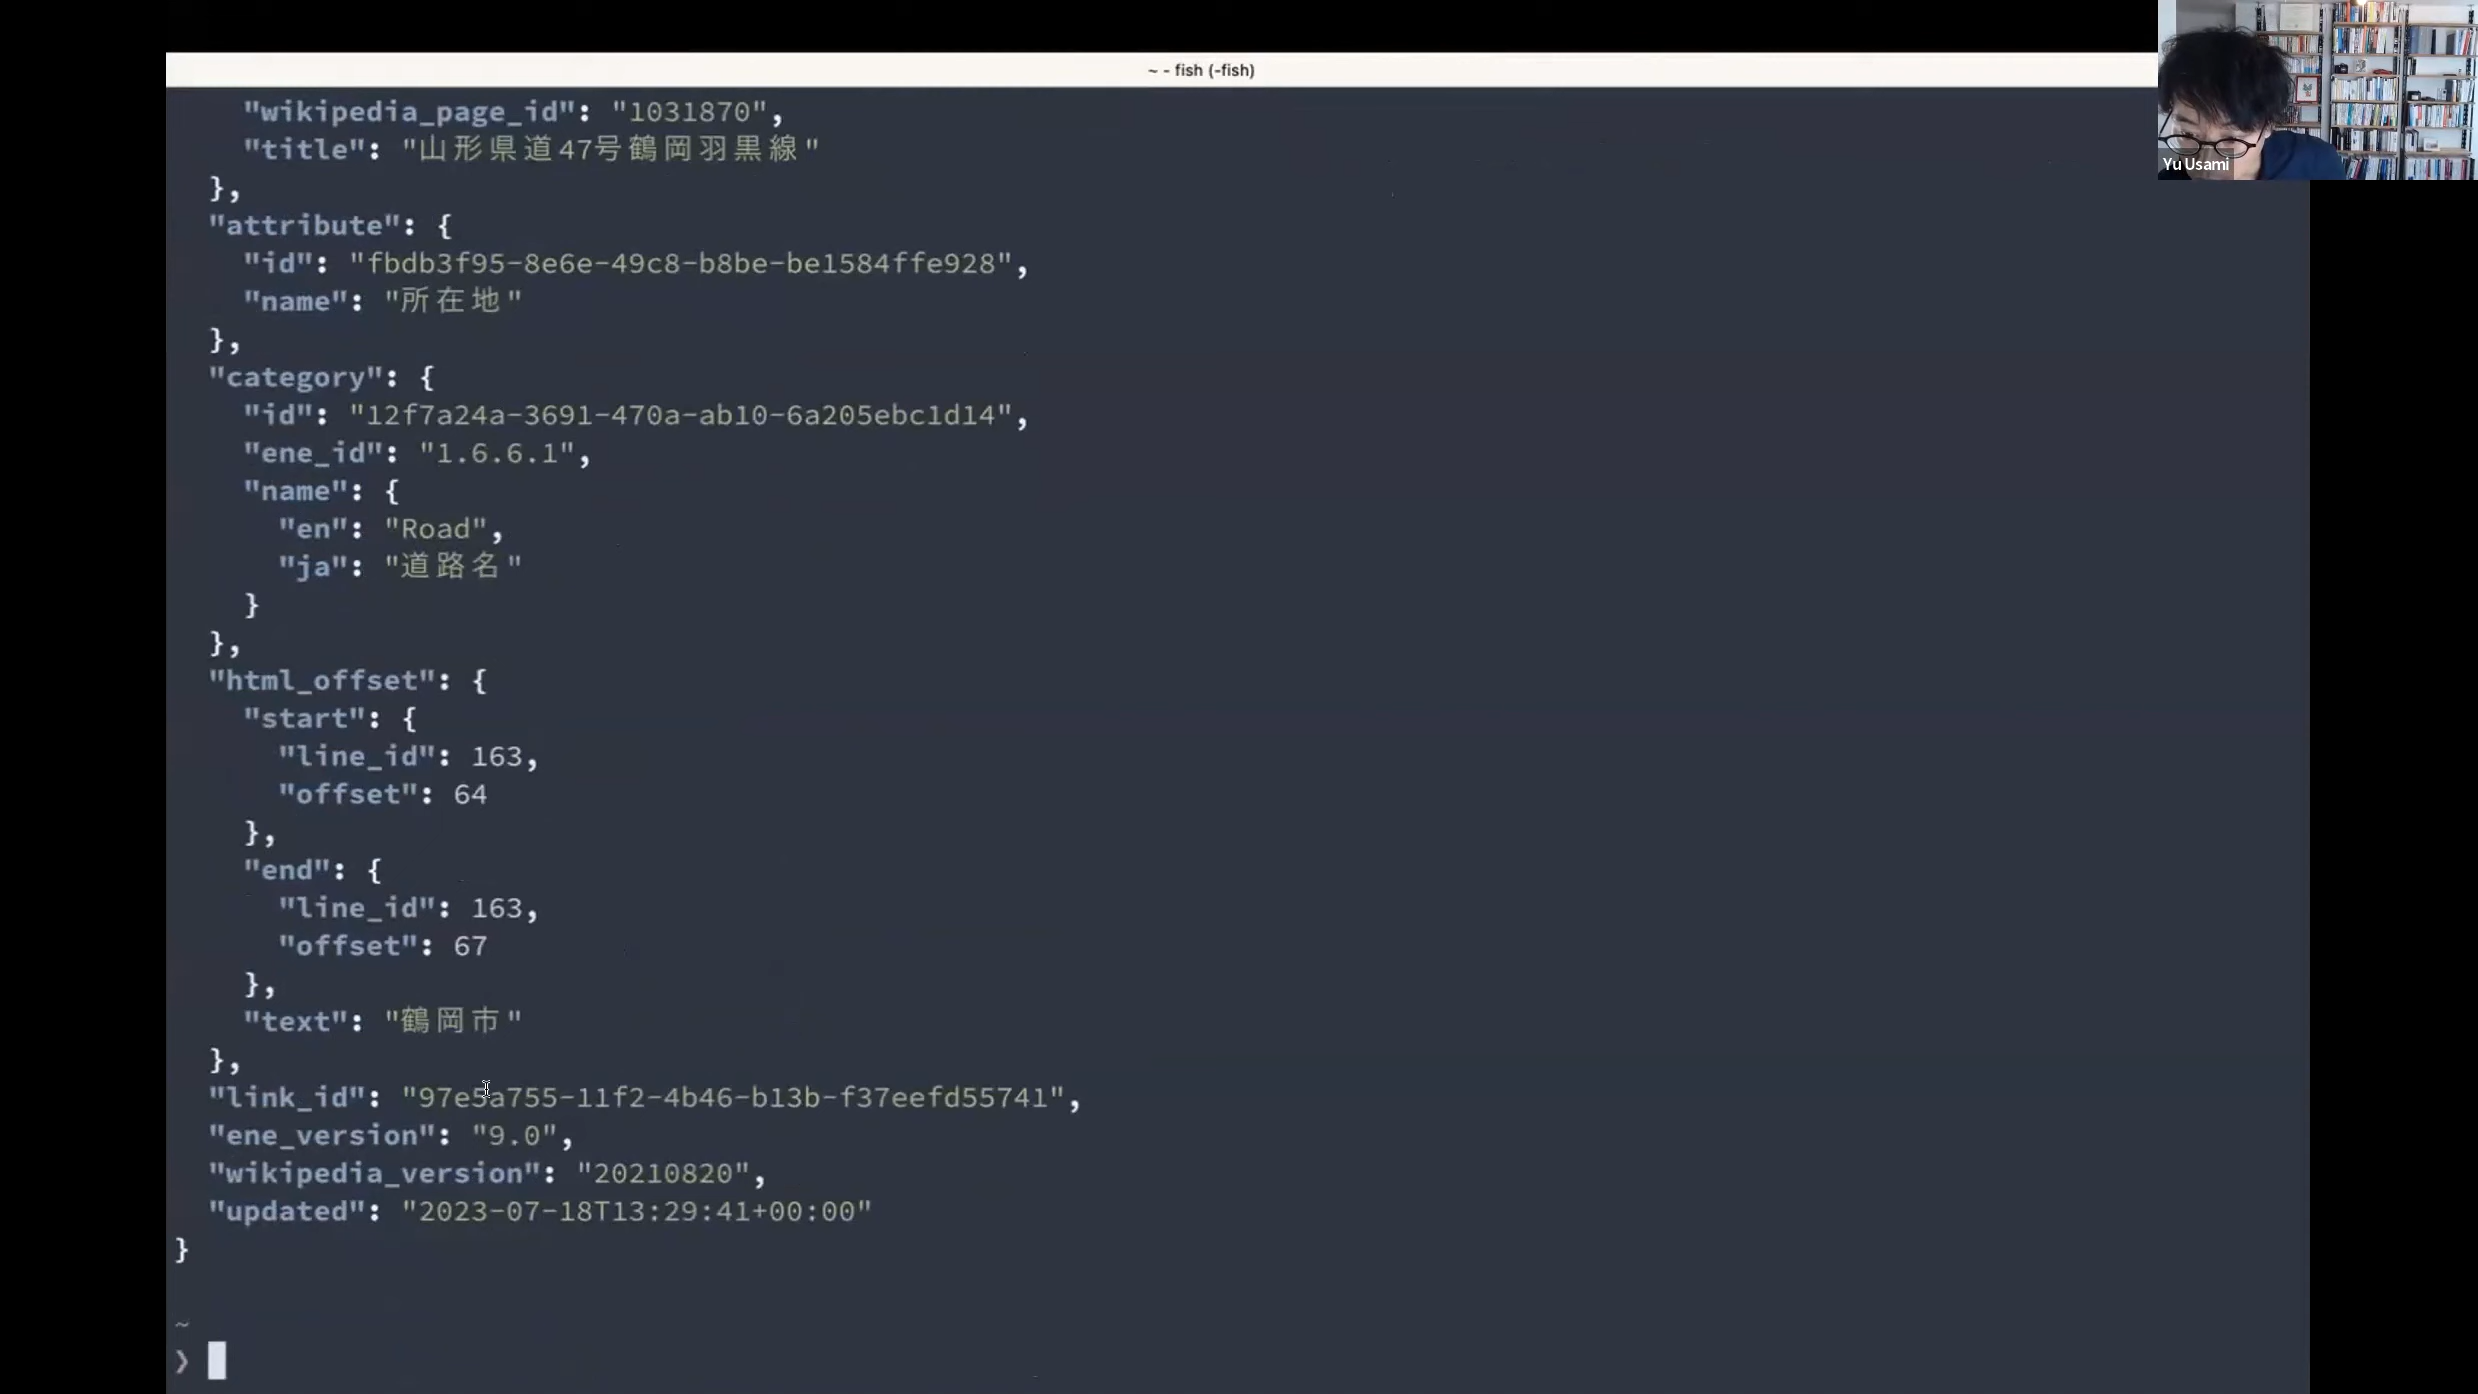 ~ - fish (-fish)
Yu Usami
"wikipedia_page_id": "1031870",
"title": "山形県道47号鶴岡羽黒線"
},
"attribute": {
"id": "fbdb3f95-8e6e-49c8-b8be-be1584ffe928",
"name": "所在地"
},
"category": {
"id": "12f7a24a-3691-470a-ab10-6a205ebc1d14",
"ene_id": "1.6.6.1",
"name": {
"en": "Road",
"ja": "道路名"
}
},
"html_offset": {
"start": {
"line_id": 163,
"offset": 64
},
"end": {
"line_id": 163,
"offset": 67
},
"text": "鶴岡市"
},
"link_id": "97e5a755-11f2-4b46-b13b-f37eefd55741",
"ene_version": "9.0",
"wikipedia_version": "20210820",
"updated": "2023-07-18T13:29:41+00:00"
}
~
❯